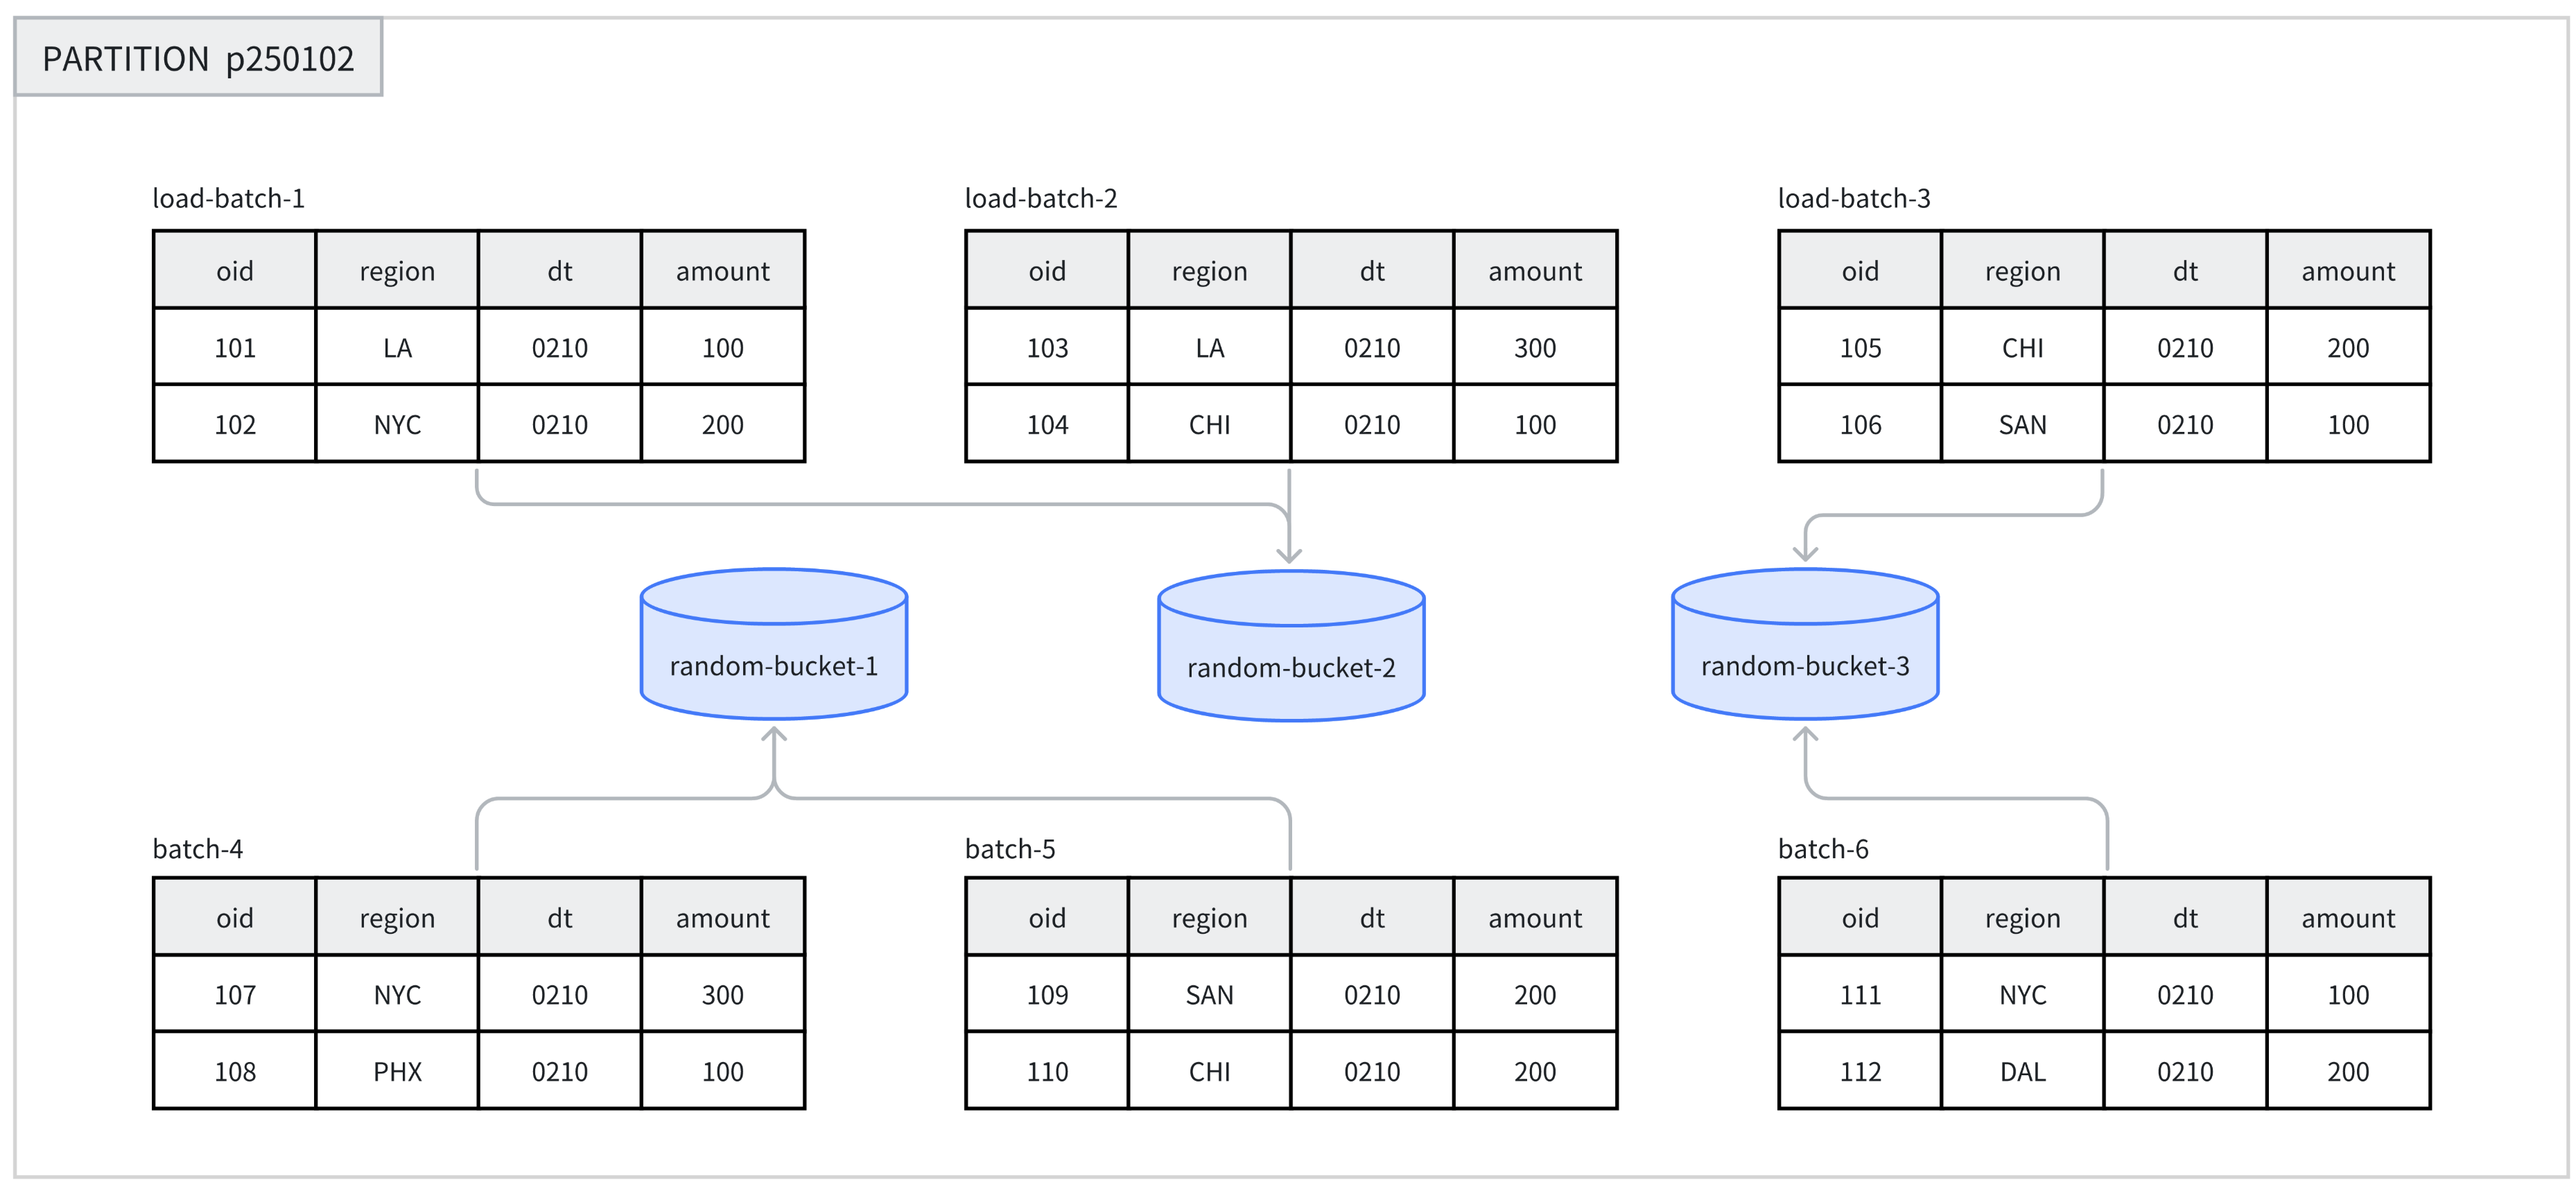 PARTITION p250102
load-batch-1
oid region dt amount
101 LA 0210 100
102 NYC 0210 200
load-batch-2
oid region dt amount
103 LA 0210 300
104 CHI 0210 100
load-batch-3
oid region dt amount
105 CHI 0210 200
106 SAN 0210 100
random-bucket-1
random-bucket-2
random-bucket-3
batch-4
oid region dt amount
107 NYC 0210 300
108 PHX 0210 100
batch-5
oid region dt amount
109 SAN 0210 200
110 CHI 0210 200
batch-6
oid region dt amount
111 NYC 0210 100
112 DAL 0210 200